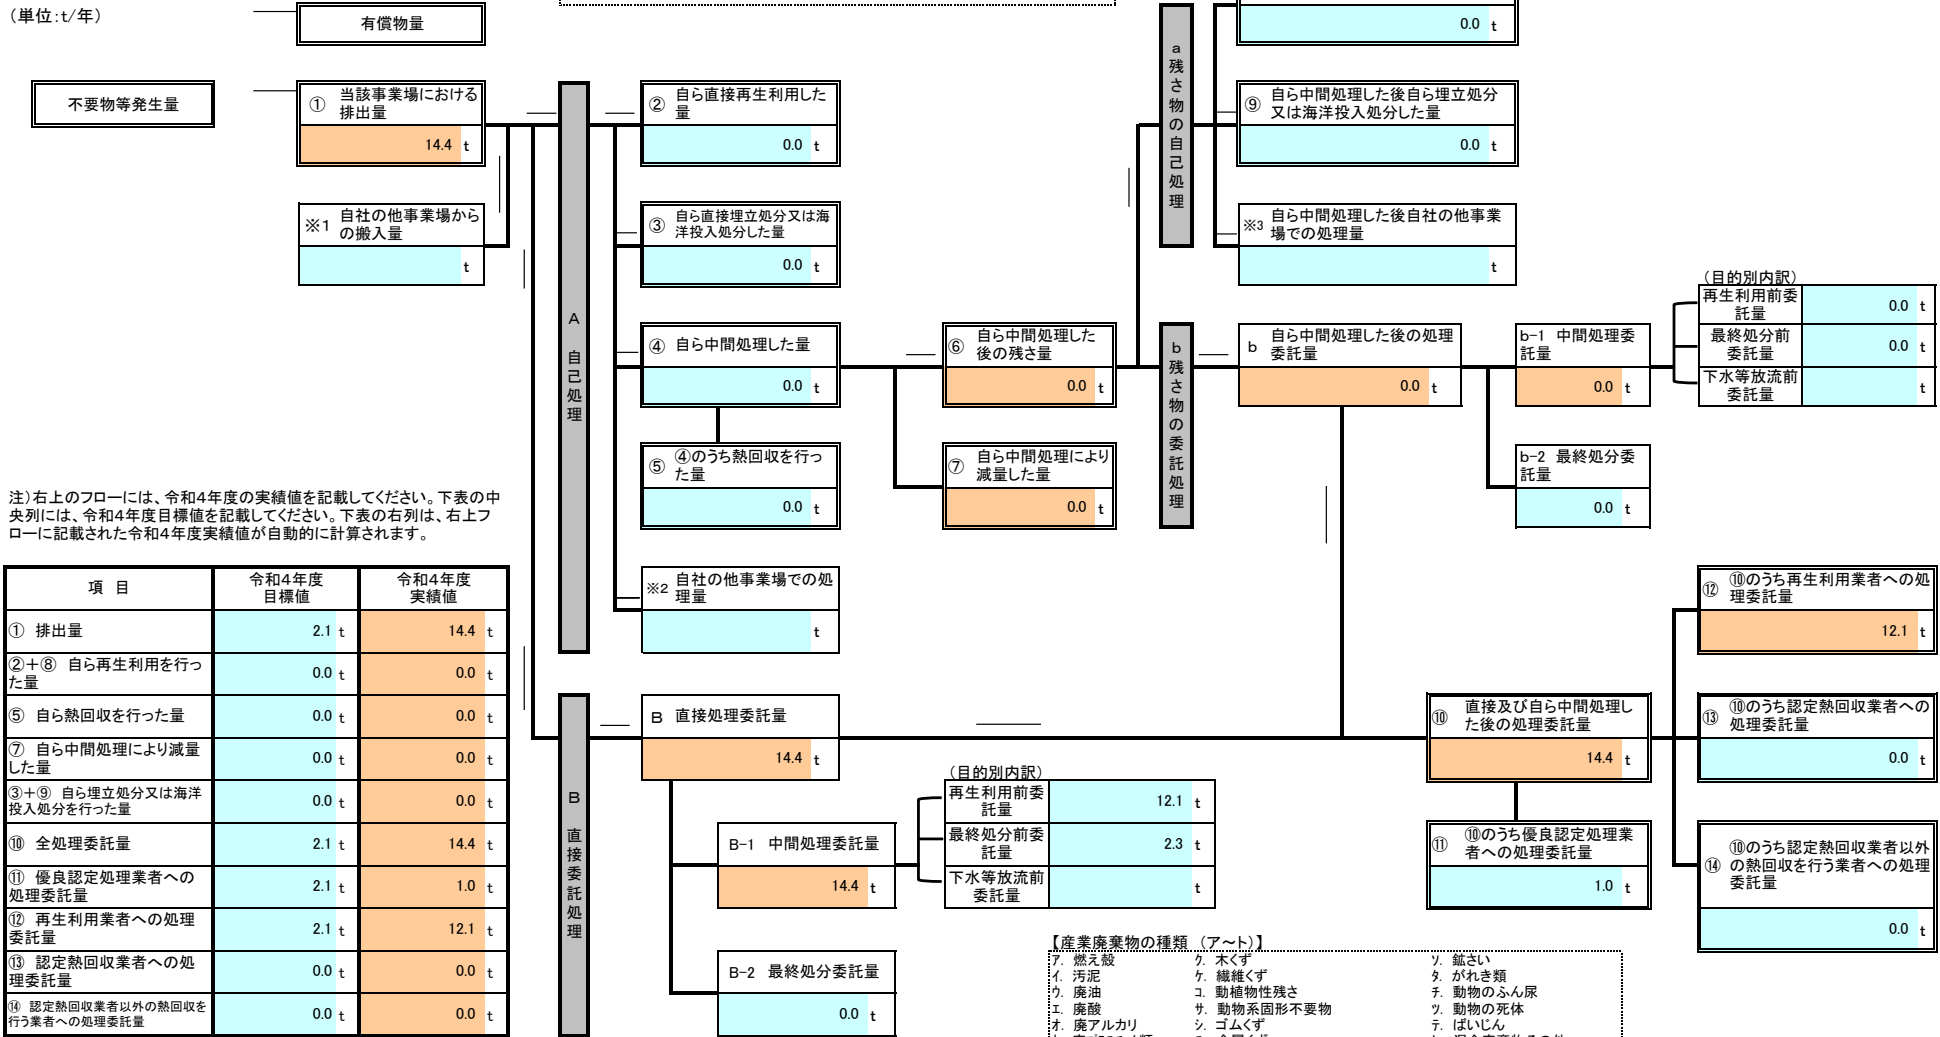 （単位：t/年）
有償物量
0.0 t
不要物等発生量
① 当該事業場における
排出量
14.4 t
② 自ら直接再生利用した
量
0.0 t
a 残さ物の自己処理
⑨ 自ら中間処理した後自ら埋立処分
又は海洋投入処分した量
0.0 t
※1 自社の他事業場から
の搬入量
t
③ 自ら直接埋立処分又は海
洋投入処分した量
0.0 t
※3 自ら中間処理した後自社の他事業
場での処理量
t
A 自己処理
④ 自ら中間処理した量
0.0 t
⑥ 自ら中間処理した
後の残さ量
0.0 t
b 残さ物の委託処理
b 自ら中間処理した後の処理
委託量
0.0 t
b-1 中間処理委
託量
0.0 t
（目的別内訳）
再生利用前委
託量
0.0 t
最終処分前
委託量
0.0 t
下水等放流前
委託量
t
⑤ ④のうち熱回収を行っ
た量
0.0 t
⑦ 自ら中間処理により
減量した量
0.0 t
b-2 最終処分委
託量
0.0 t
注）右上のフローには、令和4年度の実績値を記載してください。下表の中
央列には、令和4年度目標値を記載してください。下表の右列は、右上フ
ローに記載された令和4年度実績値が自動的に計算されます。
項 目
令和4年度
目標値
令和4年度
実績値
① 排出量
2.1 t
14.4 t
②＋⑧ 自ら再生利用を行っ
た量
0.0 t
0.0 t
⑤ 自ら熱回収を行った量
0.0 t
0.0 t
⑦ 自ら中間処理により減量
した量
0.0 t
0.0 t
③＋⑨ 自ら埋立処分又は海洋
投入処分を行った量
0.0 t
0.0 t
⑩ 全処理委託量
2.1 t
14.4 t
⑪ 優良認定処理業者への
処理委託量
2.1 t
1.0 t
⑫ 再生利用業者への処理
委託量
2.1 t
12.1 t
⑬ 認定熱回収業者への処
理委託量
0.0 t
0.0 t
⑭ 認定熱回収業者以外の熱回収を
行う業者への処理委託量
0.0 t
0.0 t
※2 自社の他事業場での処
理量
t
B 直接委託処理
B 直接処理委託量
14.4 t
B-1 中間処理委託量
14.4 t
（目的別内訳）
再生利用前委
託量
12.1 t
最終処分前委
託量
2.3 t
下水等放流前
委託量
t
B-2 最終処分委託量
0.0 t
⑩ 直接及び自ら中間処理し
た後の処理委託量
14.4 t
⑪ ⑩のうち優良認定処理業
者への処理委託量
1.0 t
⑫ ⑩のうち再生利用業者への処
理委託量
12.1 t
⑬ ⑩のうち認定熱回収業者への
処理委託量
0.0 t
⑭ ⑩のうち認定熱回収業者以外
の熱回収を行う業者への処理
委託量
0.0 t
【産業廃棄物の種類 （ア～ト）】
ア. 燃え殻 ク. 木くず ソ. 鉱さい
イ. 汚泥 ケ. 繊維くず タ. がれき類
ウ. 廃油 コ. 動植物性残さ チ. 動物のふん尿
エ. 廃酸 サ. 動物系固形不要物 ツ. 動物の死体
オ. 廃アルカリ シ. ゴムくず テ. ばいじん